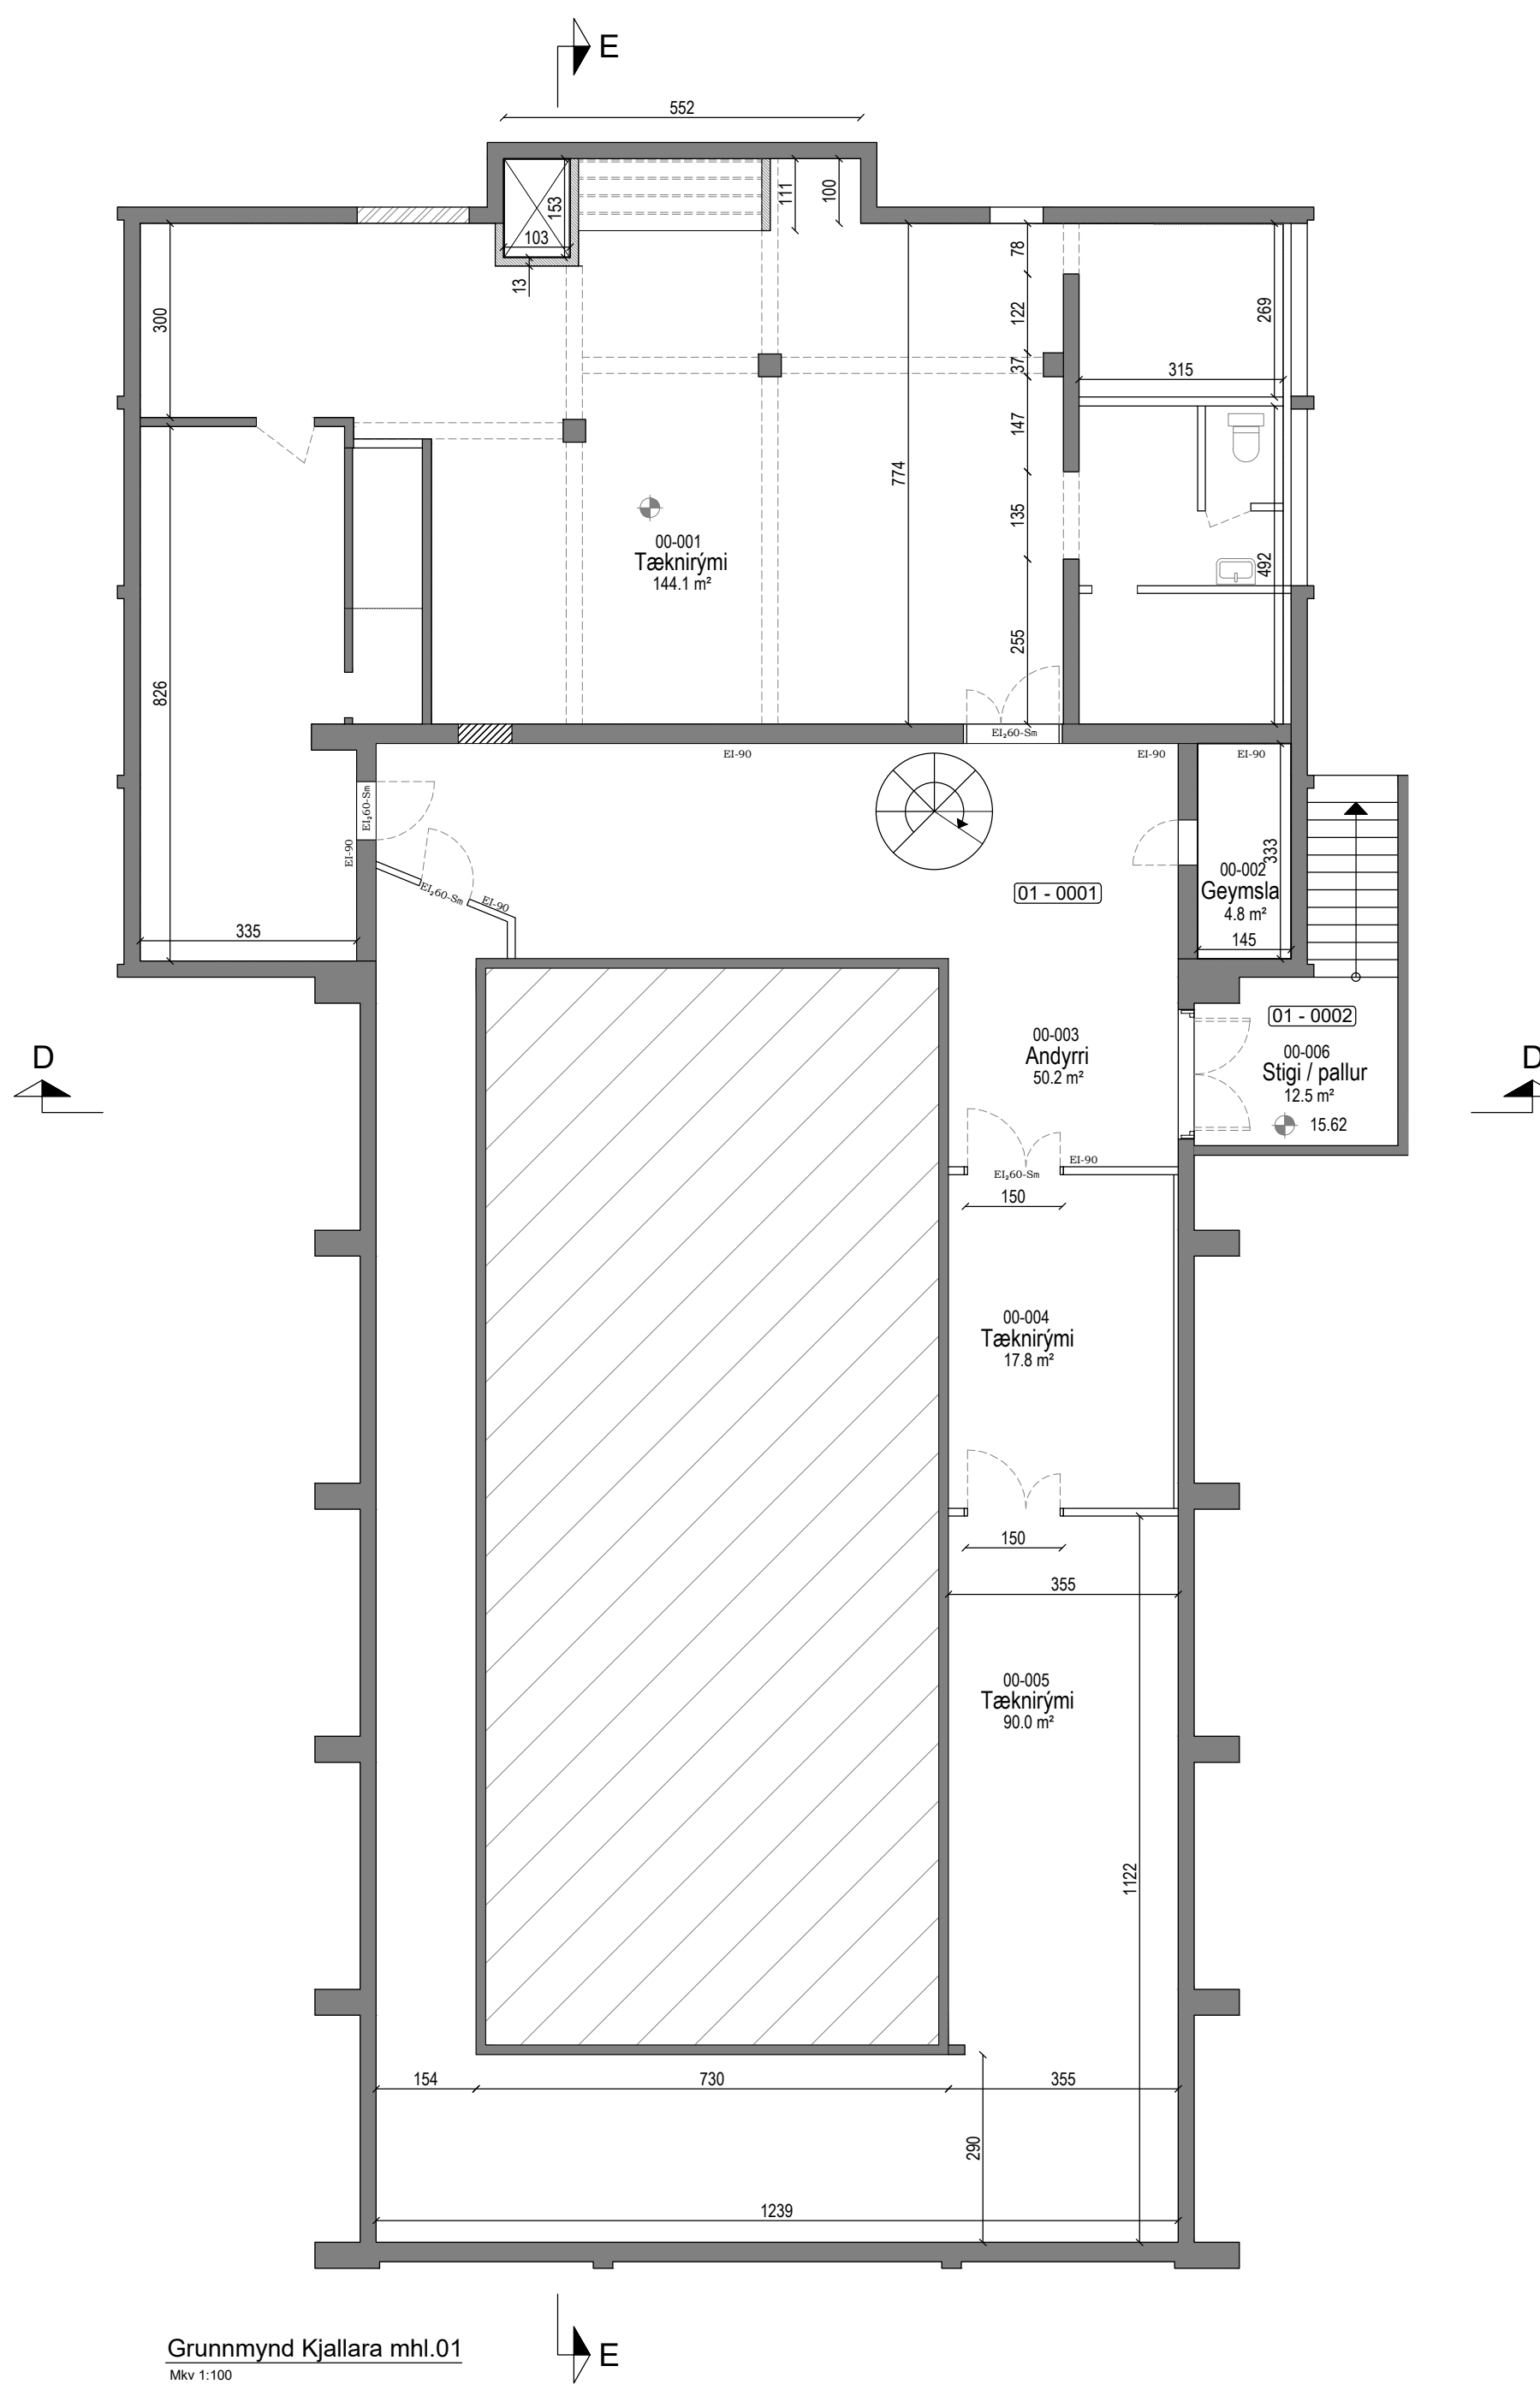 E
552
111
100
153
103
13
78
122
37
147
135
255
300
269
315
774
492
00-001
Tæknirými
144.1 m²
826
EI₂60-Sm
EI-90
EI-90
EI-90
EI₂60-Sm
EI-90
EI₂60-Sm
EI-90
333
00-002
Geymsla
4.8 m²
145
01 - 0001
335
01 - 0002
00-003
Andyrri
50.2 m²
00-006
Stigi / pallur
12.5 m²
15.62
D
D
EI-90
EI₂60-Sm
150
00-004
Tæknirými
17.8 m²
150
355
00-005
Tæknirými
90.0 m²
1122
154
730
355
290
1239
Grunnmynd Kjallara mhl.01
Mkv 1:100
E